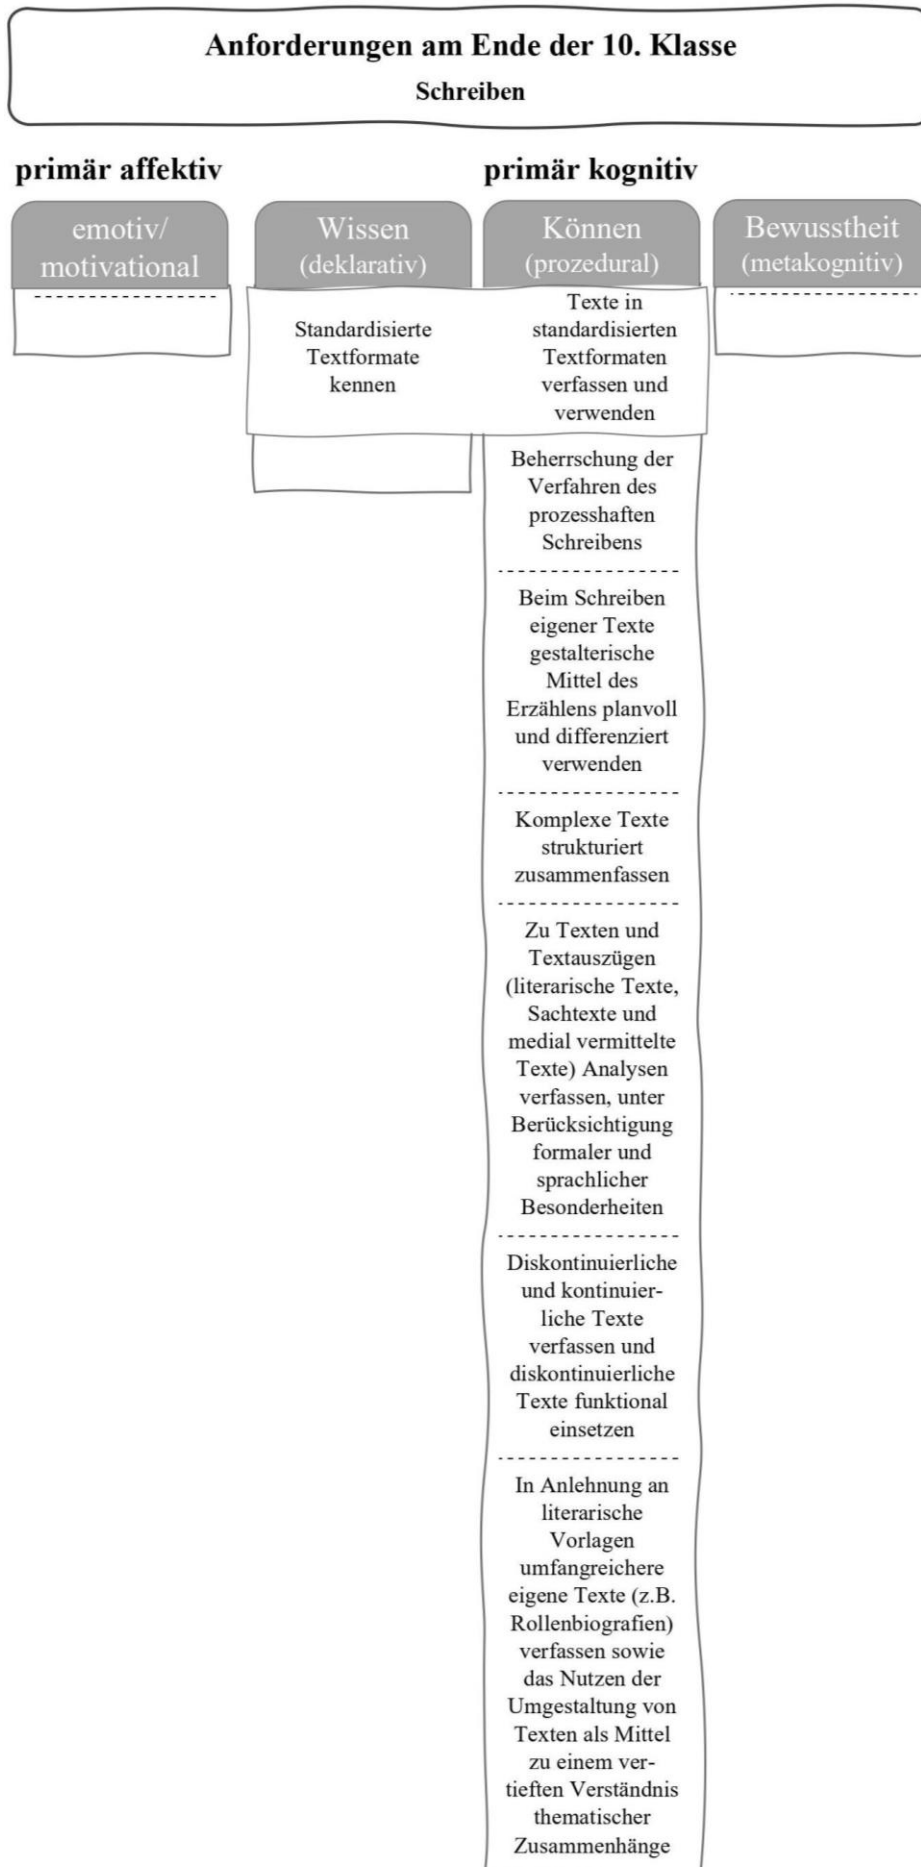 Anforderungen am Ende der 10. Klasse
Schreiben
primär affektiv
primär kognitiv
emotiv/
motivational
Wissen
(deklarativ)
Können
(prozedural)
Bewusstheit
(metakognitiv)
Standardisierte
Textformate
kennen
Texte in
standardisierten
Textformaten
verfassen und
verwenden
Beherrschung der
Verfahren des
prozesshaften
Schreibens
Beim Schreiben
eigener Texte
gestalterische
Mittel des
Erzählens planvoll
und differenziert
verwenden
Komplexe Texte
strukturiert
zusammenfassen
Zu Texten und
Textauszügen
(literarische Texte,
Sachtexte und
medial vermittelte
Texte) Analysen
verfassen, unter
Berücksichtigung
formaler und
sprachlicher
Besonderheiten
Diskontinuierliche
und kontinuier-
liche Texte
verfassen und
diskontinuierliche
Texte funktional
einsetzen
In Anlehnung an
literarische
Vorlagen
umfangreichere
eigene Texte (z.B.
Rollenbiografien)
verfassen sowie
das Nutzen der
Umgestaltung von
Texten als Mittel
zu einem ver-
tieften Verständnis
thematischer
Zusammenhänge